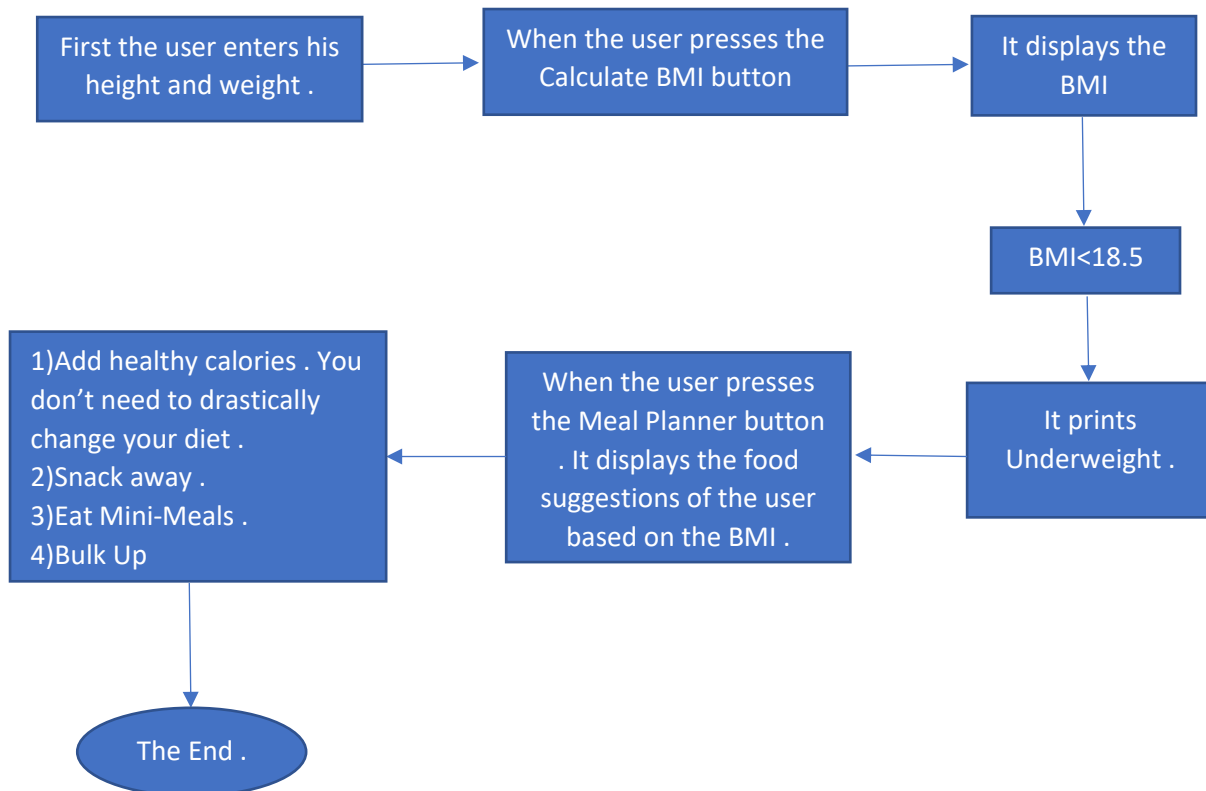 First the user enters his
height and weight .
When the user presses the
Calculate BMI button
It displays the
BMI
BMI<18.5
It prints
Underweight .
When the user presses
the Meal Planner button
. It displays the food
suggestions of the user
based on the BMI .
1)Add healthy calories . You
don’t need to drastically
change your diet .
2)Snack away .
3)Eat Mini-Meals .
4)Bulk Up
The End .